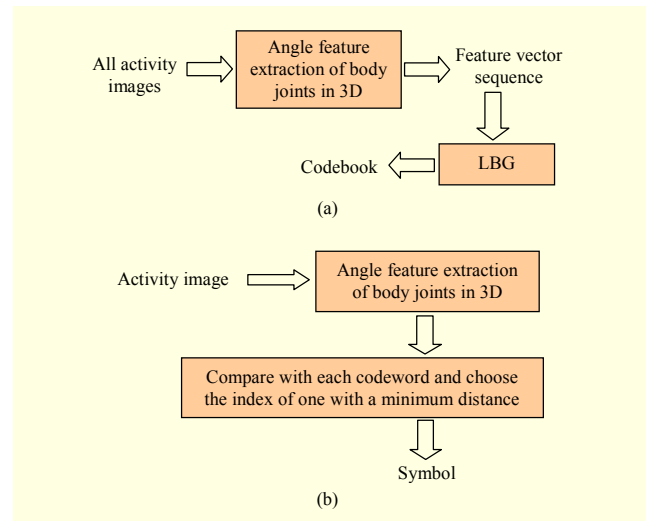 All activity
images
Angle feature
extraction of body
joints in 3D
Feature vector
sequence
LBG
Codebook
(a)
Activity image
Angle feature extraction
of body joints in 3D
Compare with each codeword and choose
the index of one with a minimum distance
Symbol
(b)